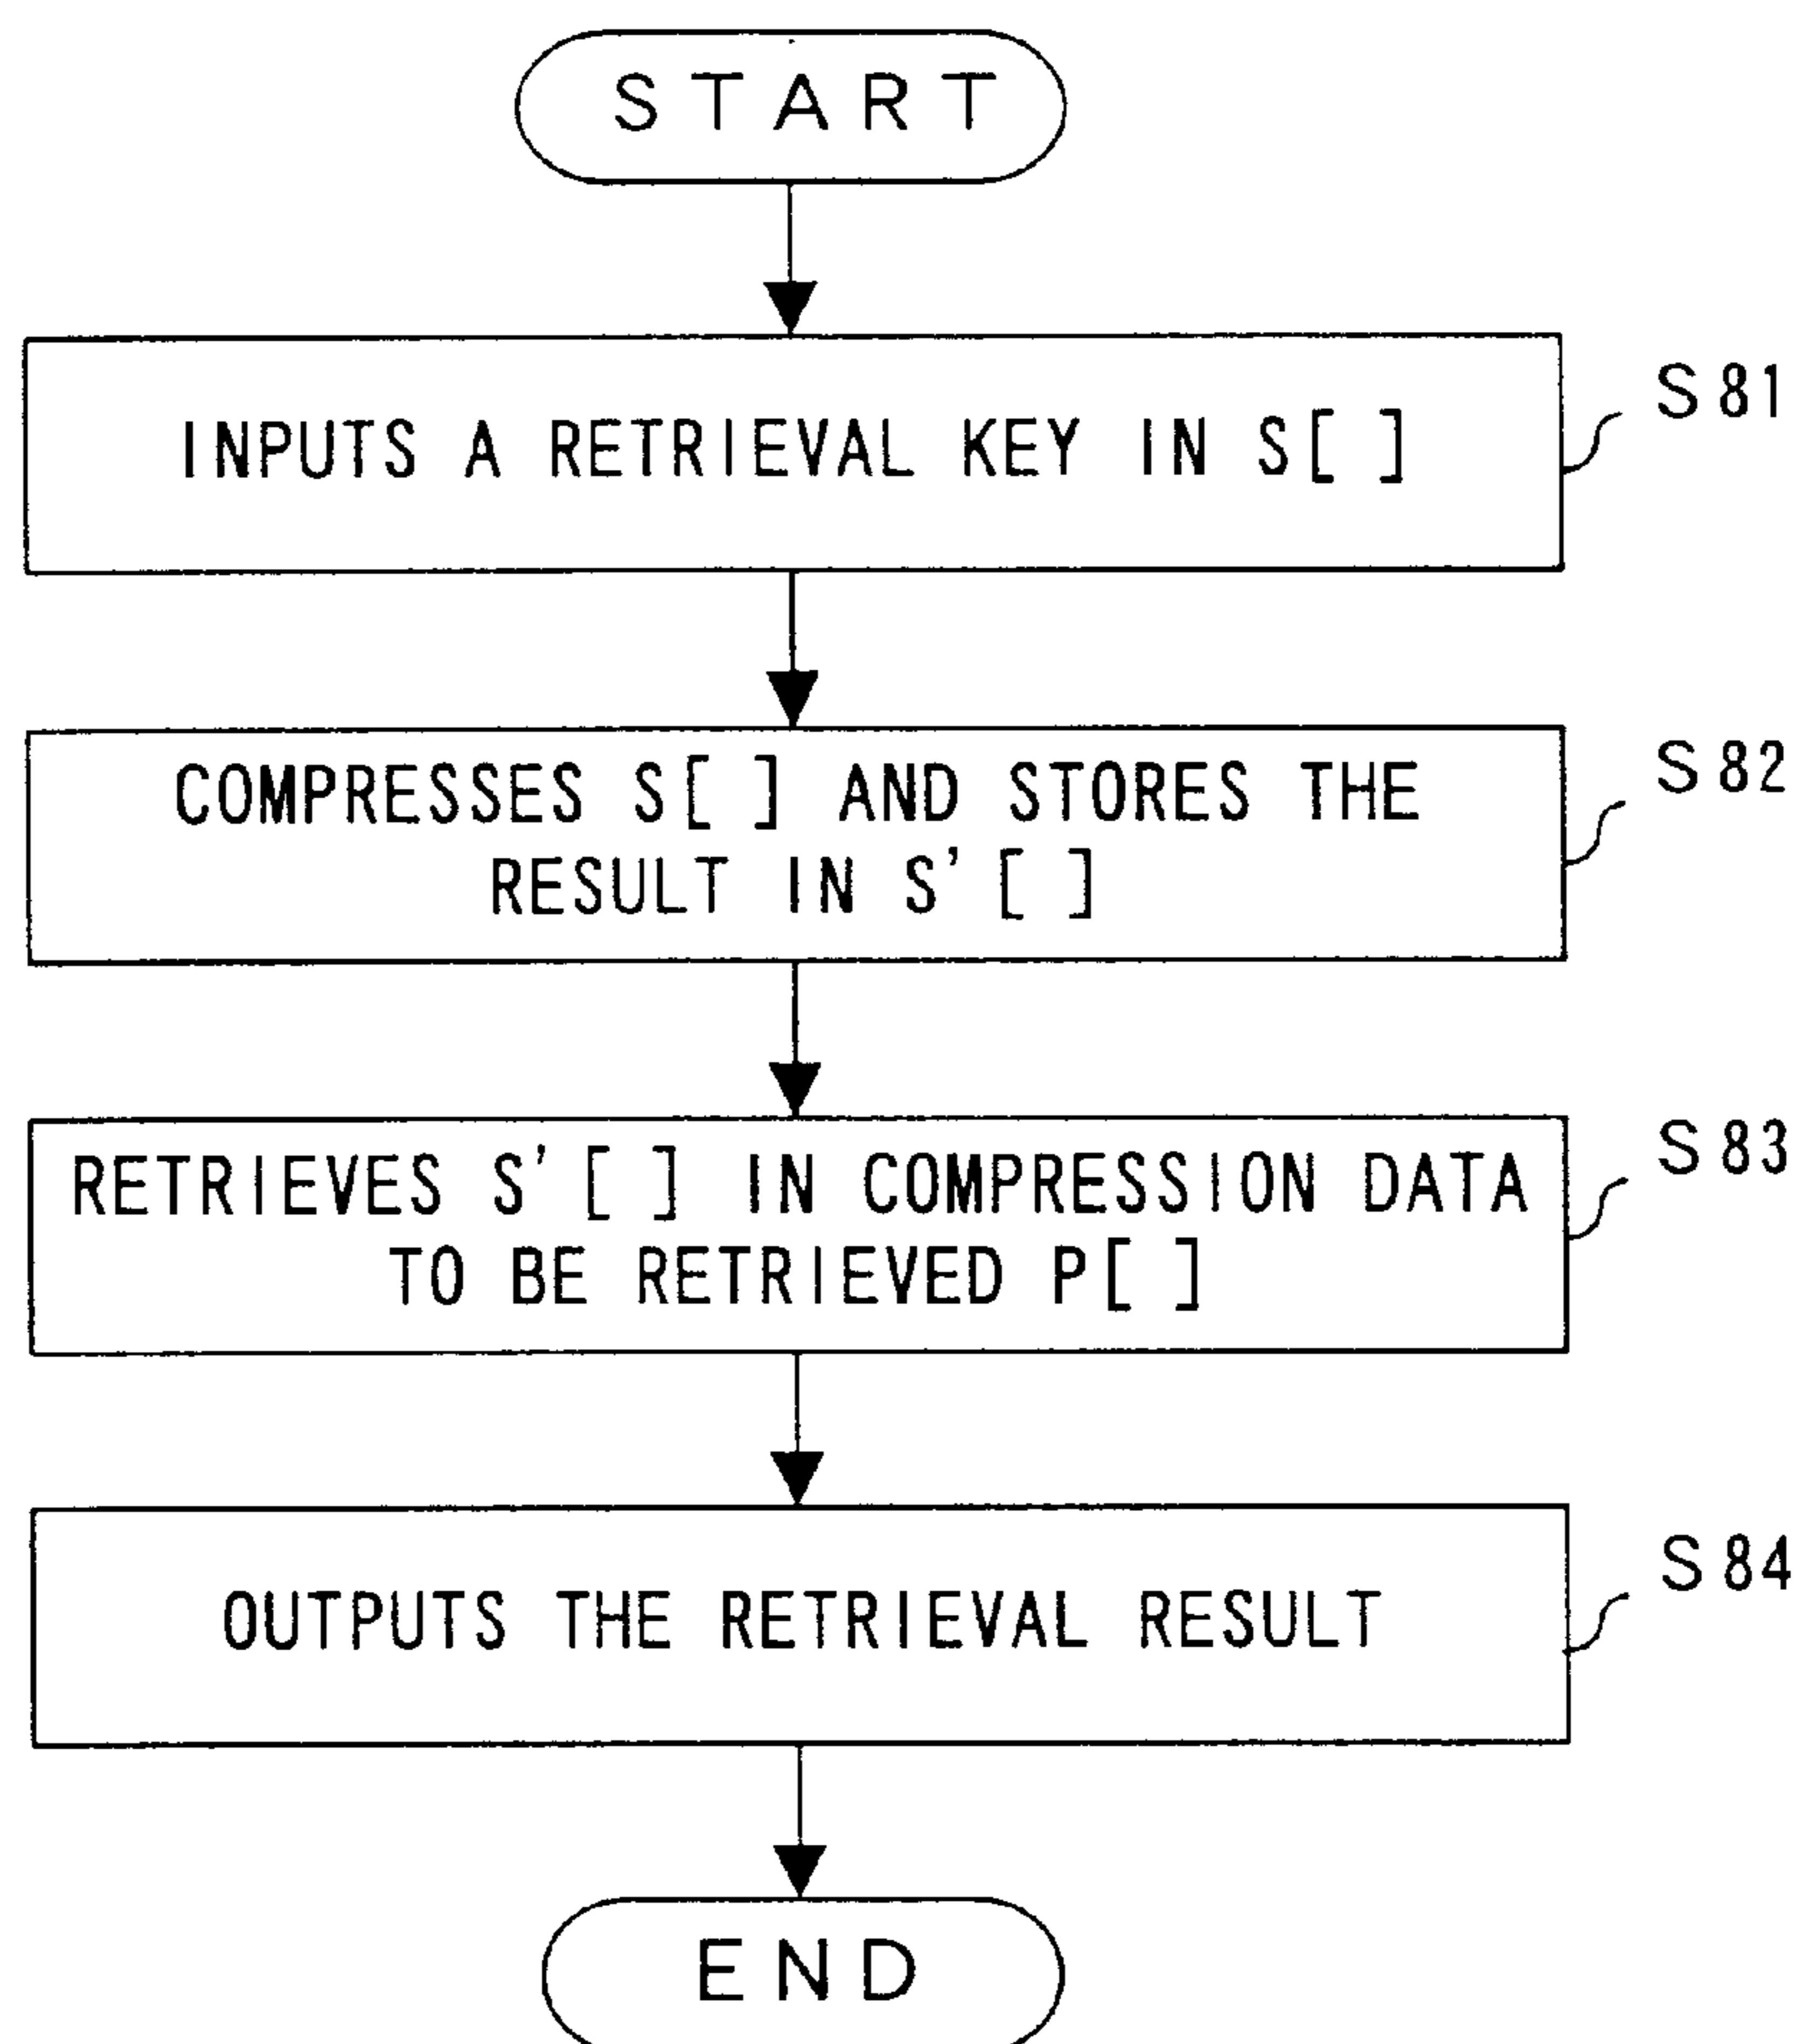 START
INPUTS A RETRIEVAL KEY IN S[ ]
S81
COMPRESSES S[ ] AND STORES THE
RESULT IN S'[ ]
S82
RETRIEVES S'[ ] IN COMPRESSION DATA
TO BE RETRIEVED P[ ]
S83
OUTPUTS THE RETRIEVAL RESULT
S84
END